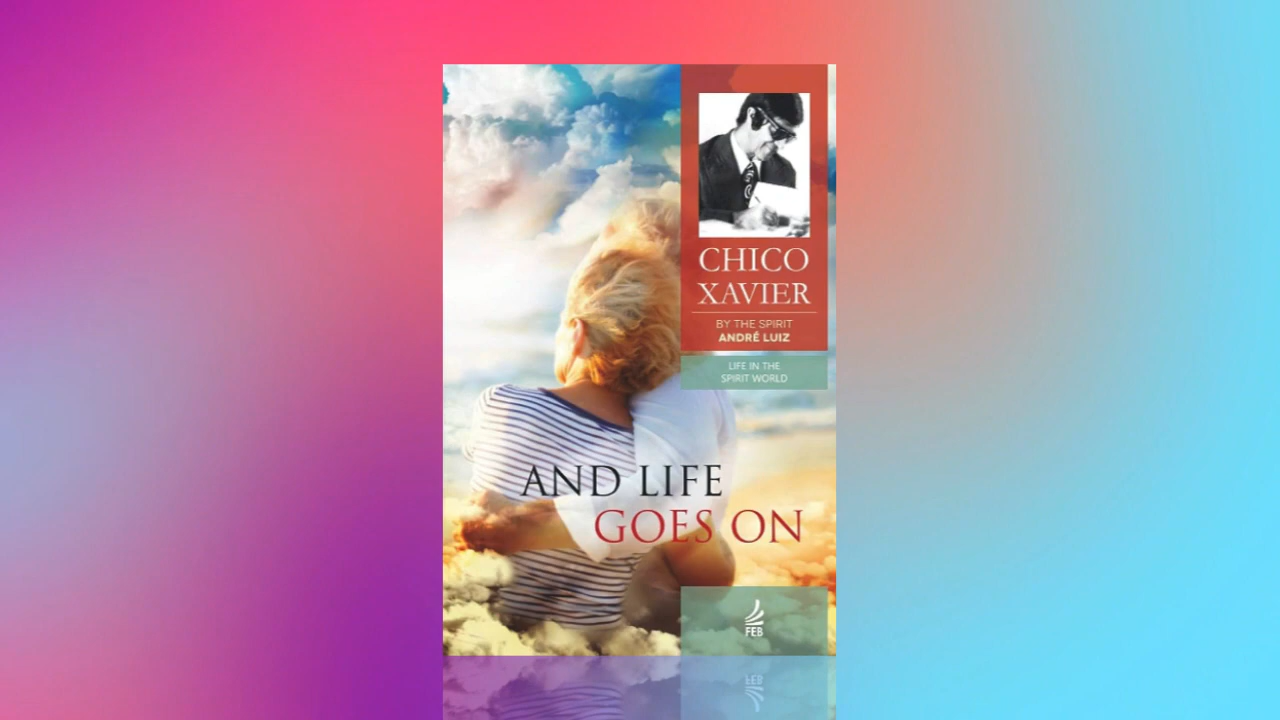 CHICO
XAVIER
BY THE SPIRIT
ANDRÉ LUIZ
LIFE IN THE
SPIRIT WORLD
AND LIFE
GOES ON
FEB